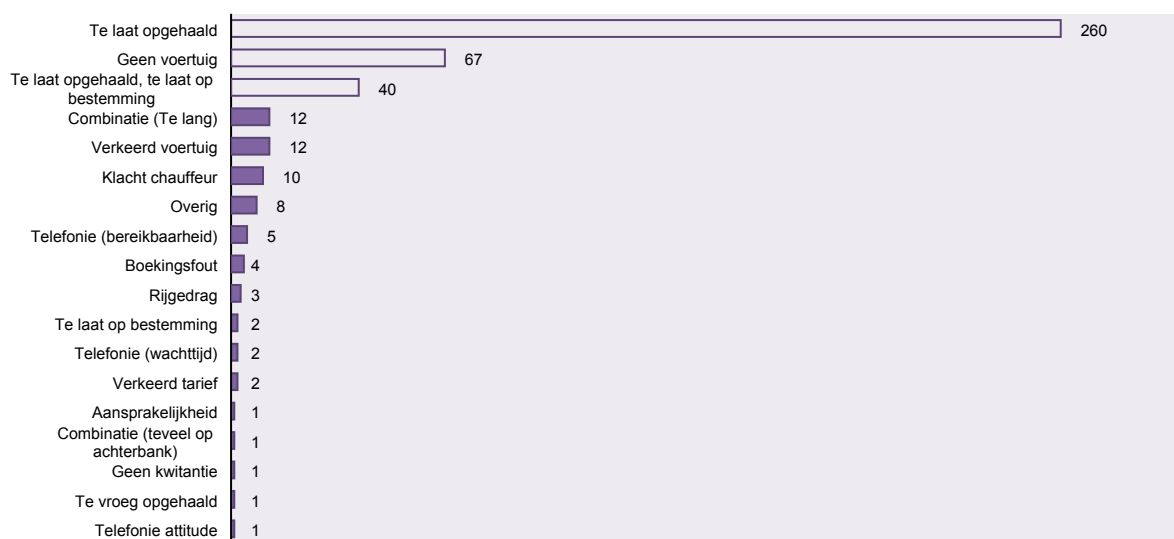 Te laat opgehaald 260
Geen voertuig 67
Te laat opgehaald, te laat op
bestemming 40
Combinatie (Te lang) 12
Verkeerd voertuig 12
Klacht chauffeur 10
Overig 8
Telefonie (bereikbaarheid) 5
Boekingsfout 4
Rijgedrag 3
Te laat op bestemming 2
Telefonie (wachttijd) 2
Verkeerd tarief 2
Aansprakelijkheid 1
Combinatie (teveel op
achterbank) 1
Geen kwitantie 1
Te vroeg opgehaald 1
Telefonie attitude 1